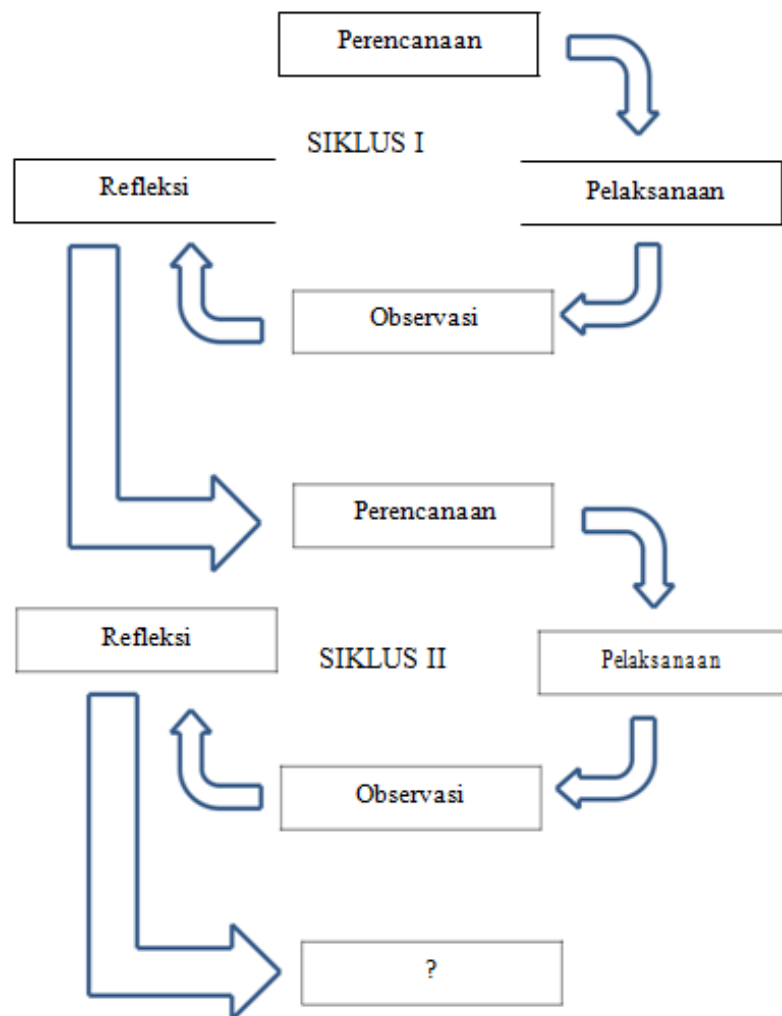 Perencanaan
SIKLUS I
Refleksi
Pelaksanaan
Observasi
Perencanaan
Refleksi
SIKLUS II
Pelaksanaan
Observasi
?